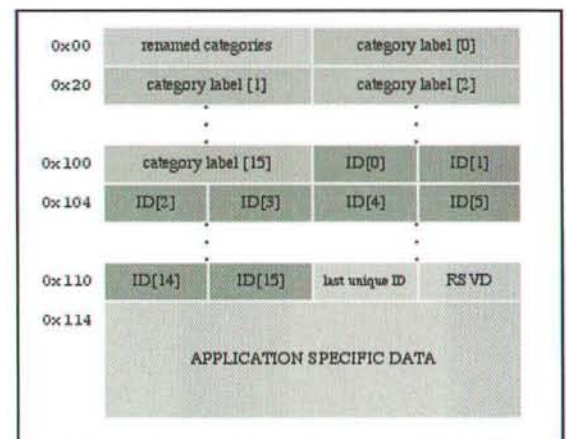 0x00 renamed categories category label [0]
0x20 category label [1] category label [2]
0x100 category label [15] ID[0] ID[1]
0x104 ID[2] ID[3] ID[4] ID[5]
0x110 ID[14] ID[15] last unique ID RSVD
0x114
APPLICATION SPECIFIC DATA